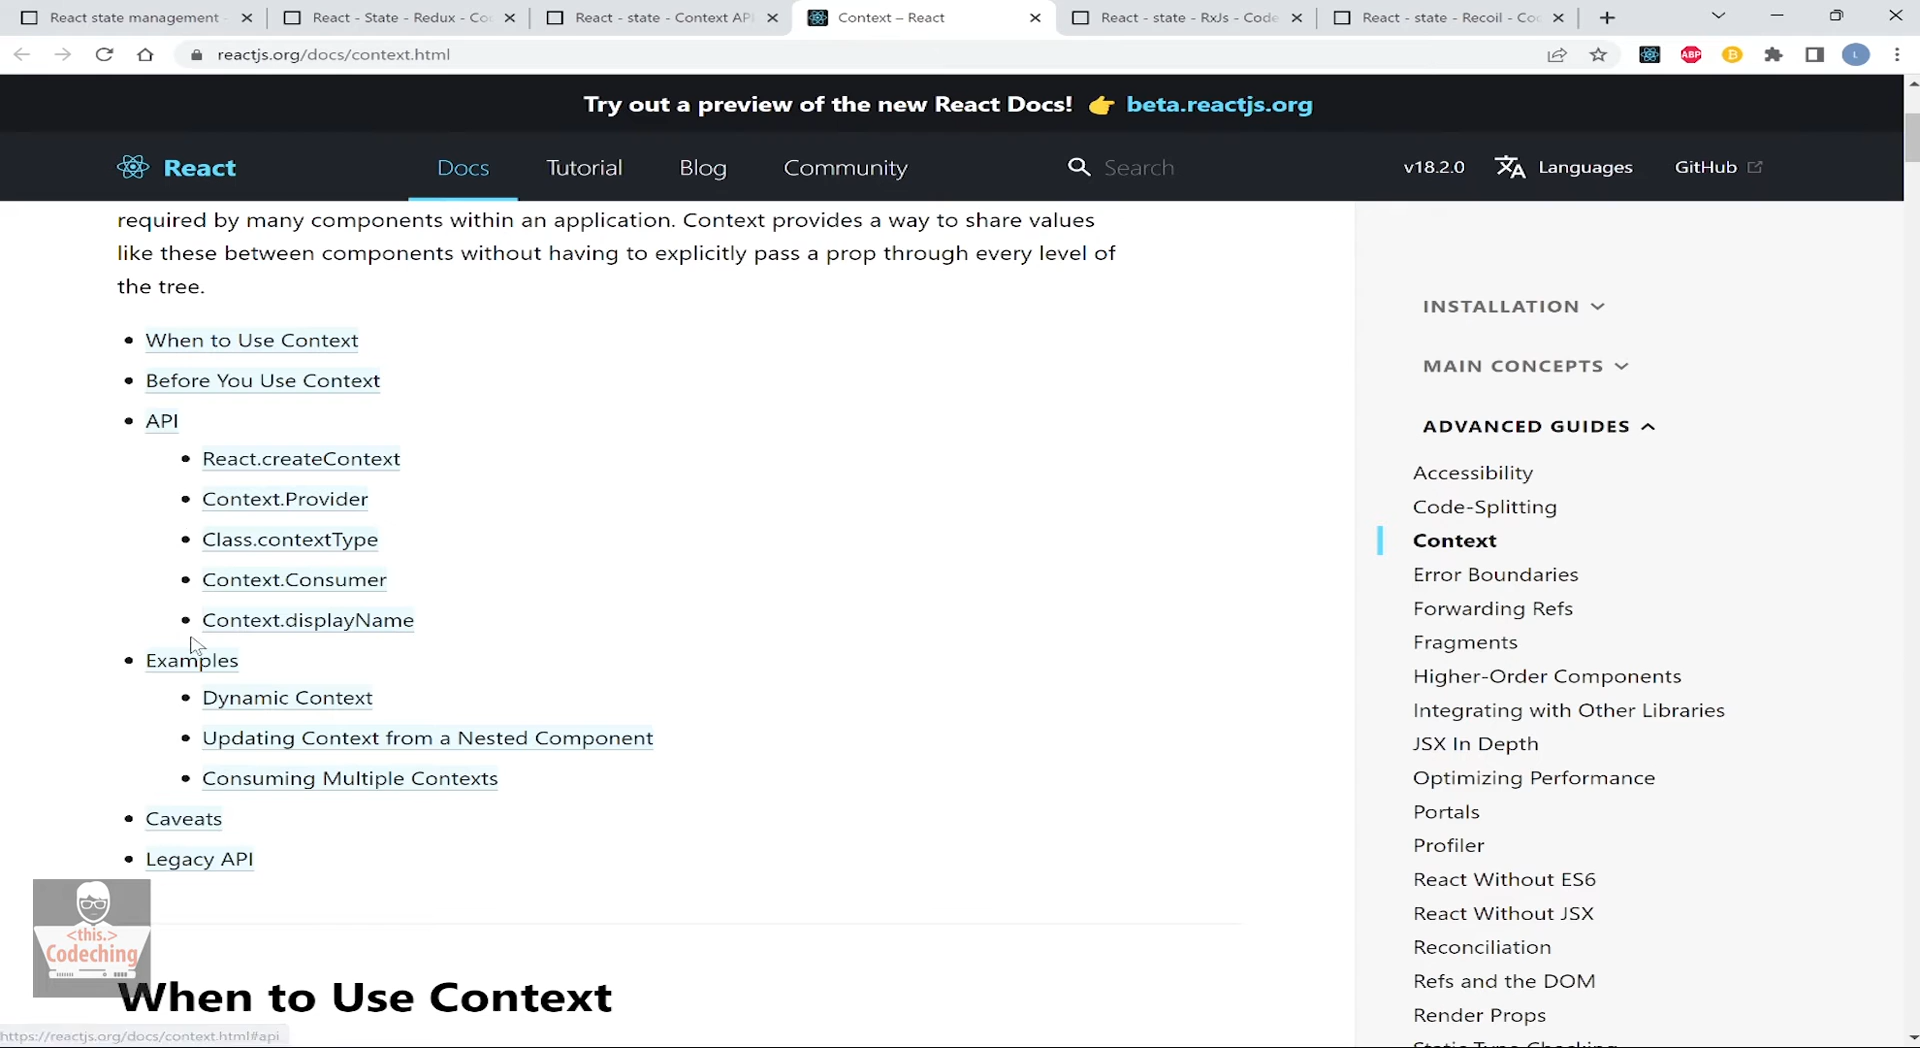 React state management
React - State - Redux - Co
React - state - Context API
Context – React
React - state - RxJs - Code
React - state - Recoil - Co
reactjs.org/docs/context.html
ABP
B
L
Try out a preview of the new React Docs! 👉 beta.reactjs.org
React
Docs
Tutorial
Blog
Community
Search
v18.2.0
Languages
GitHub
required by many components within an application. Context provides a way to share values
like these between components without having to explicitly pass a prop through every level of
the tree.
• When to Use Context
• Before You Use Context
• API
• React.createContext
• Context.Provider
• Class.contextType
• Context.Consumer
• Context.displayName
• Examples
• Dynamic Context
• Updating Context from a Nested Component
• Consuming Multiple Contexts
• Caveats
• Legacy API
When to Use Context
INSTALLATION
MAIN CONCEPTS
ADVANCED GUIDES
Accessibility
Code-Splitting
Context
Error Boundaries
Forwarding Refs
Fragments
Higher-Order Components
Integrating with Other Libraries
JSX In Depth
Optimizing Performance
Portals
Profiler
React Without ES6
React Without JSX
Reconciliation
Refs and the DOM
Render Props
Static Type Checking
<this.>
Codeching
https://reactjs.org/docs/context.html#api